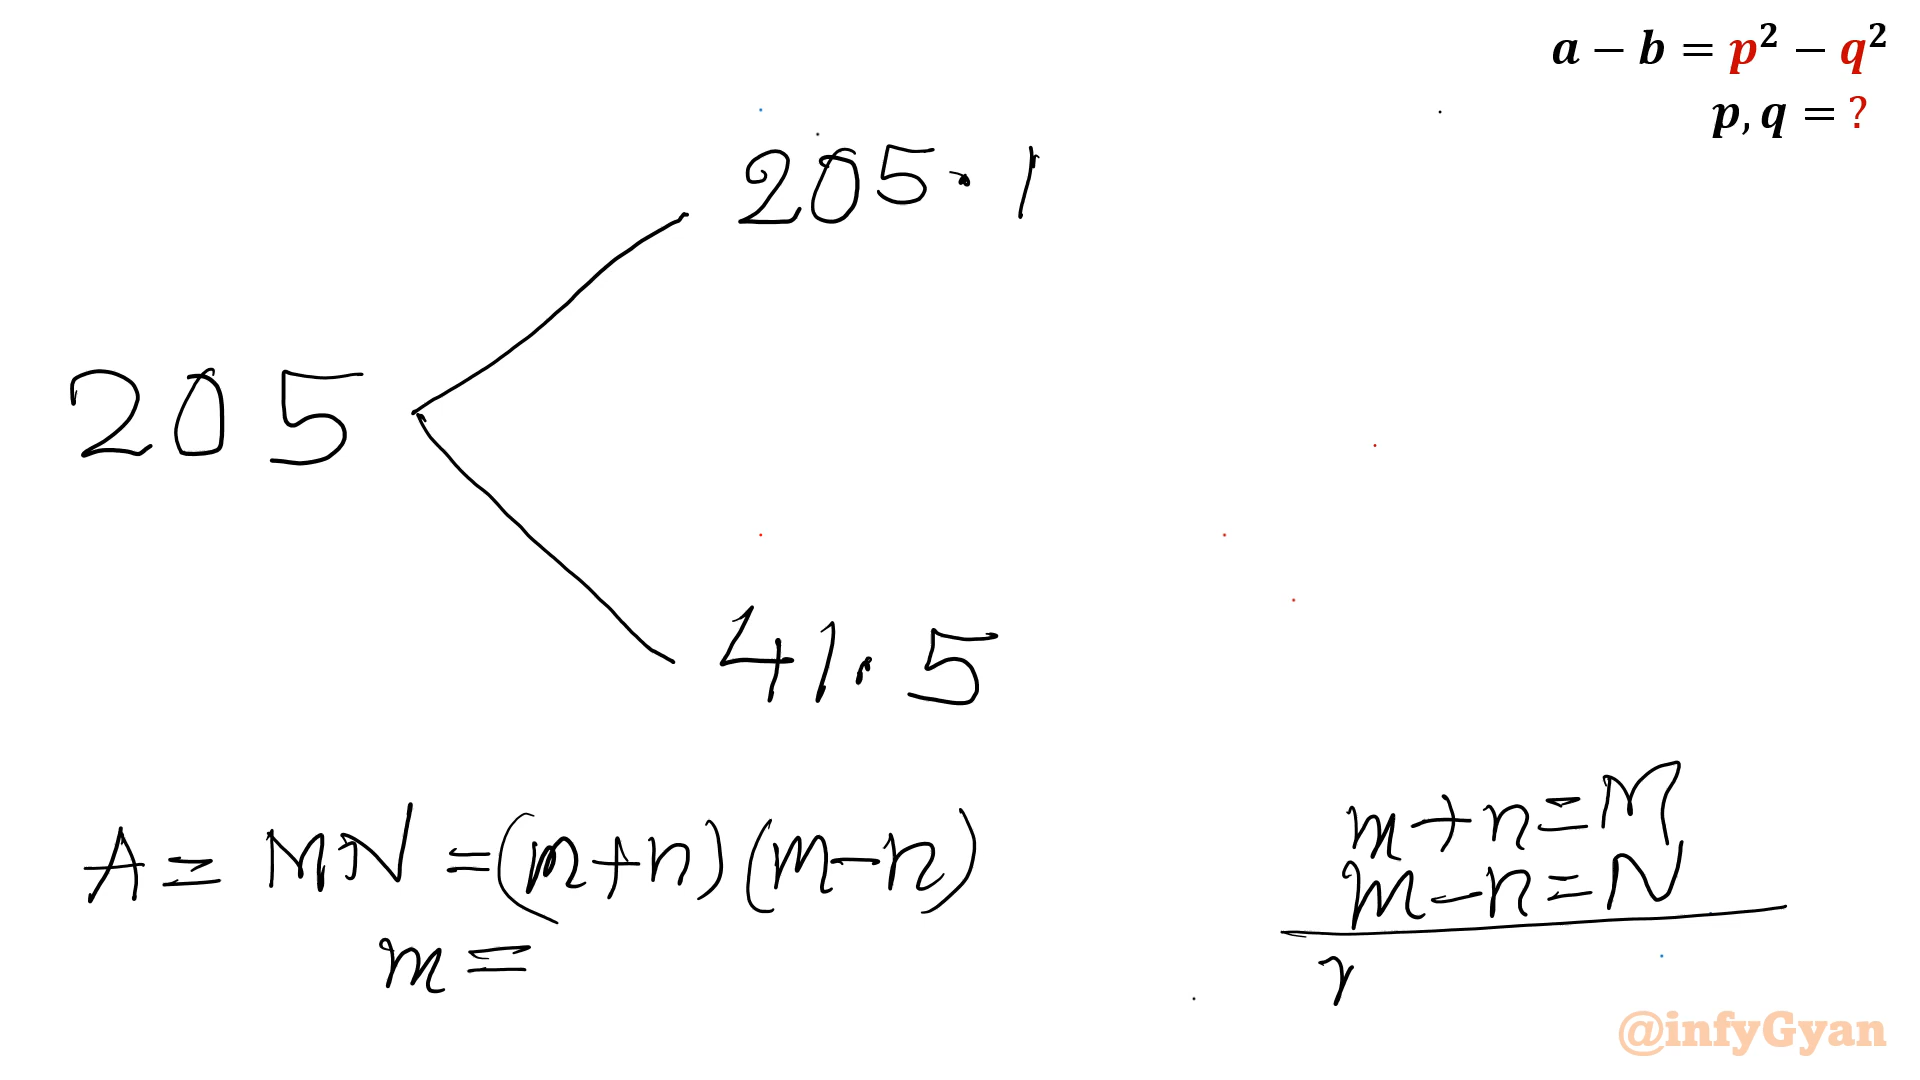 a − b = p² − q²
p, q = ?
205 · 1
205
41 · 5
A = MN = (m+n)(m−n)
m =
m + n = M
m − n = N
@infyGyan